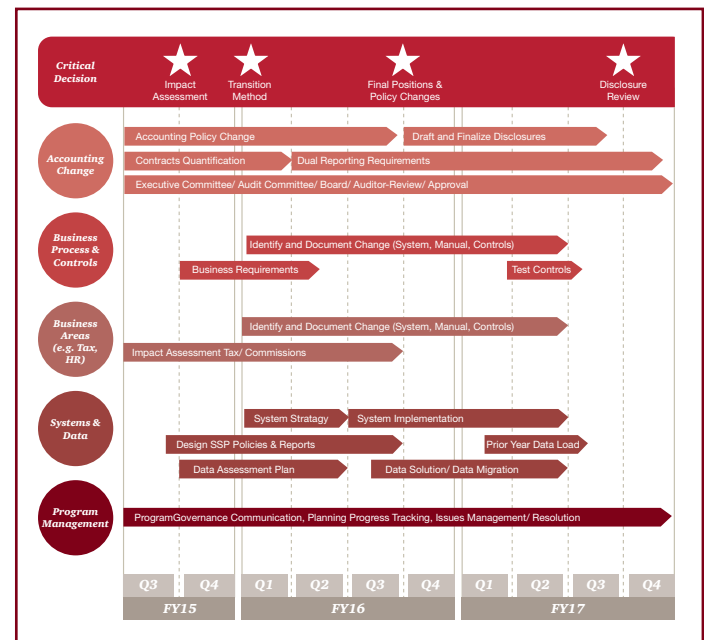 Critical
Decision
Impact
Assessment
Transition
Method
Final Positions &
Policy Changes
Disclosure
Review
Accounting
Change
Accounting Policy Change
Draft and Finalize Disclosures
Contracts Quantification
Dual Reporting Requirements
Executive Committee/ Audit Committee/ Board/ Auditor-Review/ Approval
Business
Process &
Controls
Identify and Document Change (System, Manual, Controls)
Business Requirements
Test Controls
Business
Areas
(e.g. Tax,
HR)
Identify and Document Change (System, Manual, Controls)
Impact Assessment Tax/ Commissions
Systems &
Data
System Stratagy
System Implementation
Design SSP Policies & Reports
Prior Year Data Load
Data Assessment Plan
Data Solution/ Data Migration
Program
Management
ProgramGovernance Communication, Planning Progress Tracking, Issues Management/ Resolution
Q3 Q4 Q1 Q2 Q3 Q4 Q1 Q2 Q3 Q4
FY15 FY16 FY17